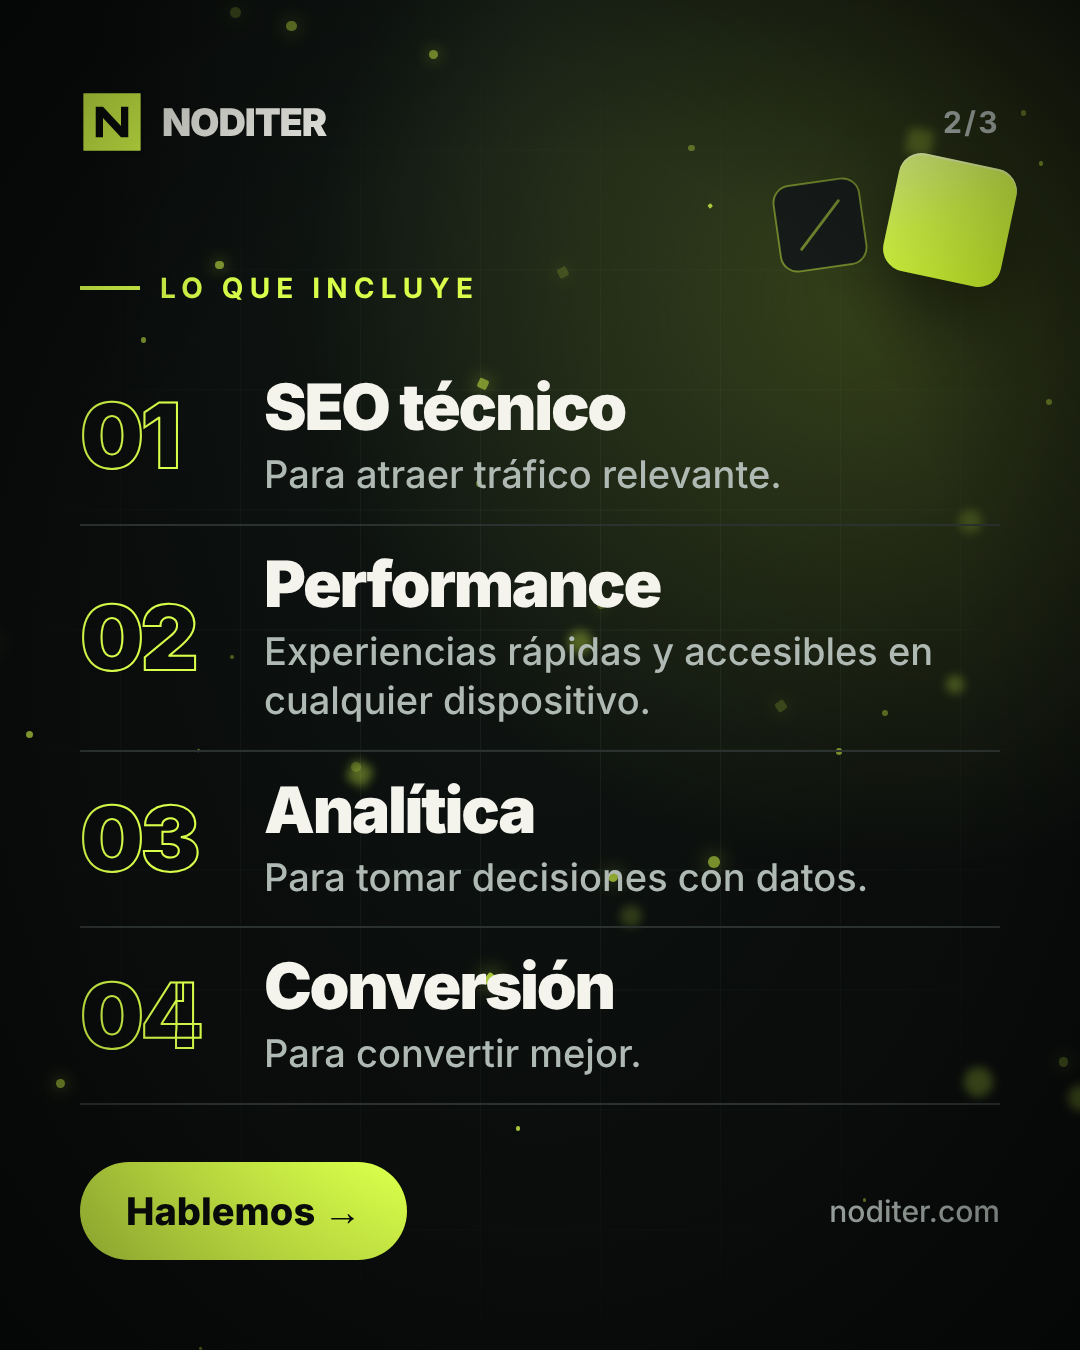 N NODITER
2/3
LO QUE INCLUYE
01
SEO técnico
Para atraer tráfico relevante.
02
Performance
Experiencias rápidas y accesibles en
cualquier dispositivo.
03
Analítica
Para tomar decisiones con datos.
04
Conversión
Para convertir mejor.
Hablemos →
noditer.com